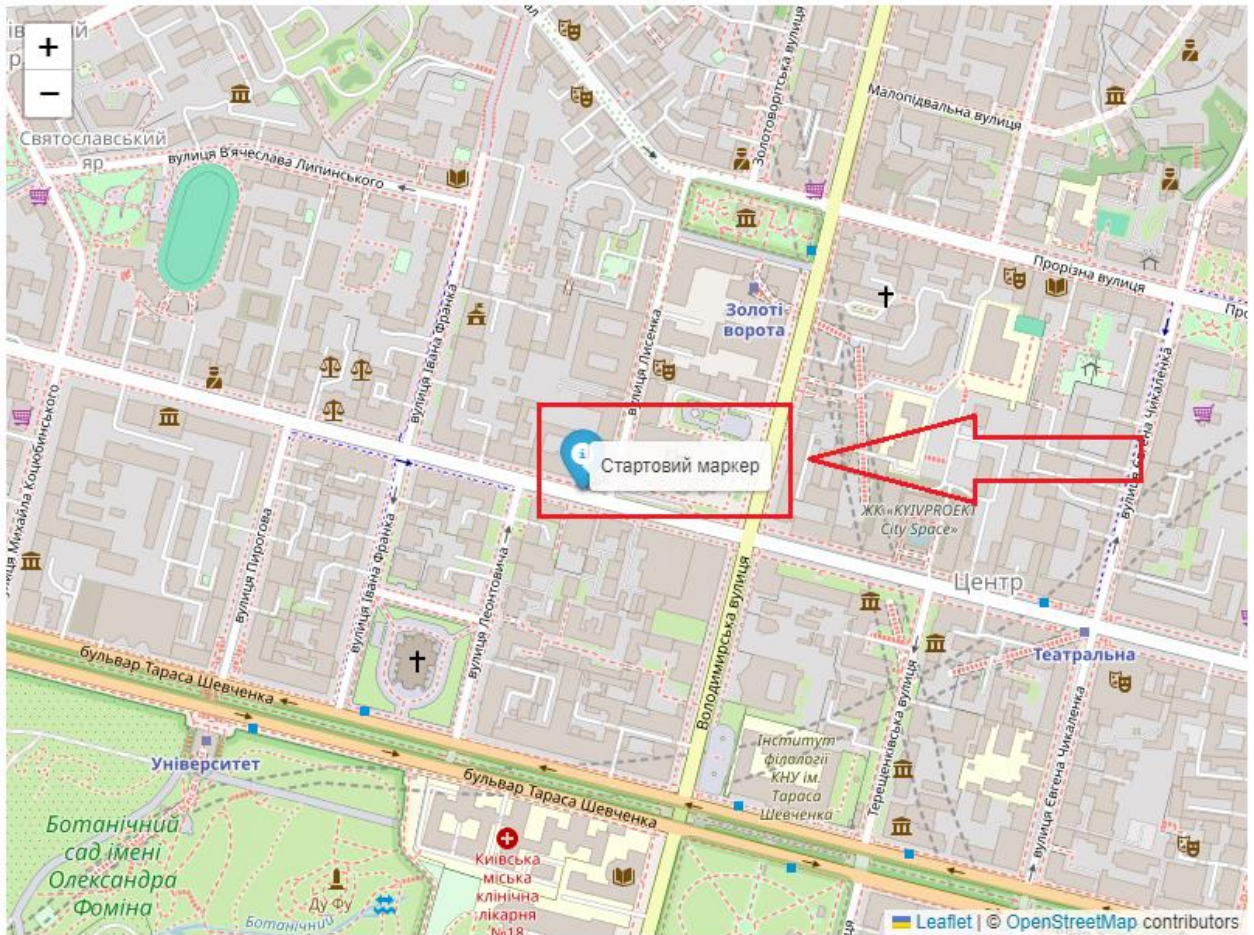 +
−
Святославський
яр
вулиця В'ячеслава Липинського
Золотоворітська вулиця
Малопідвальна вулиця
Прорізна вулиця
Про
Золоті
ворота
вулиця Лисенка
вулиця Івана Франка
вулиця Михайла Коцюбинського
Стартовий маркер
вулиця Євгена Чикаленка
ЖК «KYIVPROEKT
City Space»
Центр
вулиця Пирогова
вулиця Івана Франка
вулиця Леонтовича
Володимирська вулиця
Театральна
бульвар Тараса Шевченка
Університет
Інститут
філології
КНУ ім.
Тараса
Шевченка
Терещенківська вулиця
вулиця Євгена Чикаленка
бульвар Тараса Шевченка
Ботанічний
сад імені
Олександра
Фоміна
Ду Фу
Ботанічний
Київська
міська
клінічна
лікарня
№18
Leaflet | © OpenStreetMap contributors